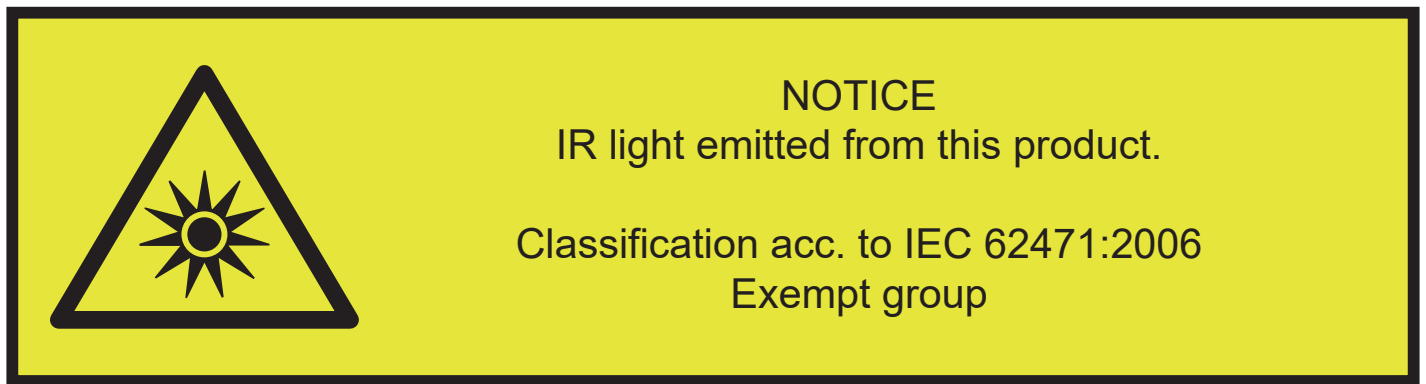 NOTICE
IR light emitted from this product.
Classification acc. to IEC 62471:2006
Exempt group